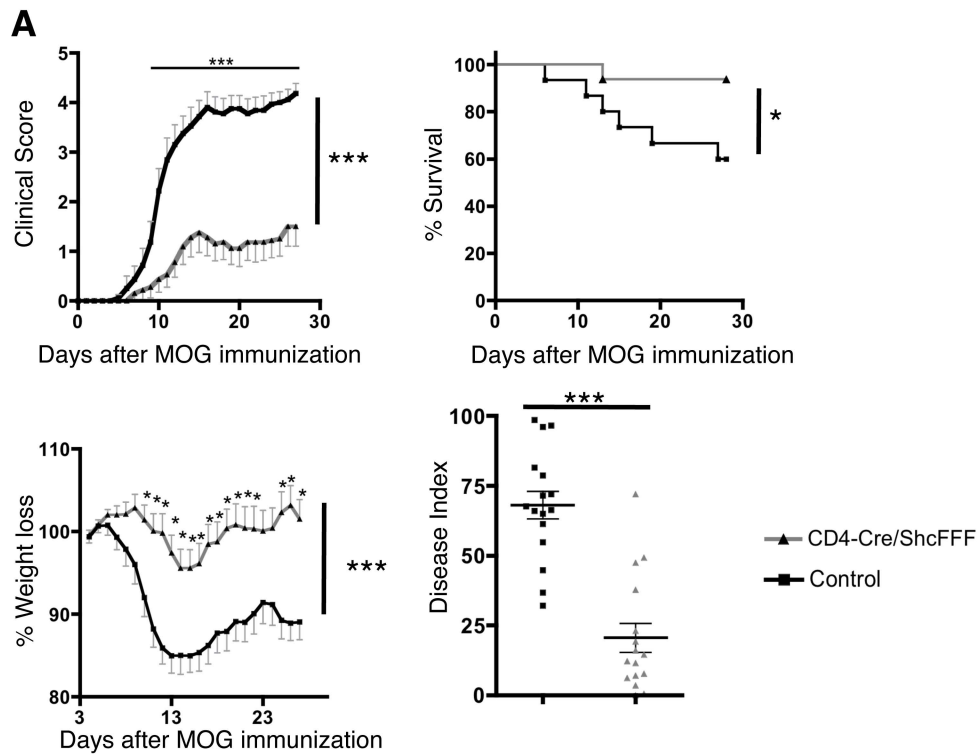 A
5
4
3
2
1
0
Clinical Score
0 10 20 30
Days after MOG immunization
***
***
100
80
60
40
20
0
% Survival
0 10 20 30
Days after MOG immunization
*
110
100
90
80
% Weight loss
3 13 23
Days after MOG immunization
* * * * * * * * * * * * * * * *
***
100
75
50
25
0
Disease Index
***
CD4-Cre/ShcFFF
Control